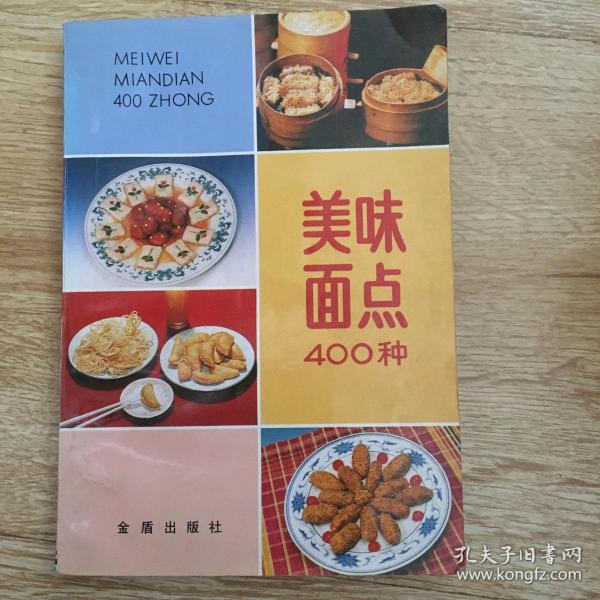 MEIWEI
MIANDIAN
400 ZHONG
美味
面点
400种
金盾出版社
孔夫子旧书网
www.kongfz.com